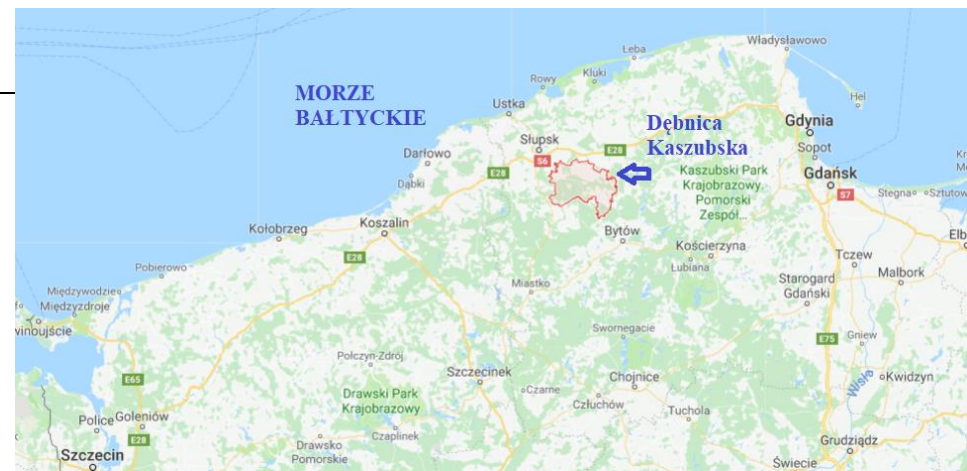 Władysławowo
Łeba
Rowy
Kluki
MORZE
BAŁTYCKIE
Ustka
Hel
Gdynia
Dębnica
Kaszubska
Słupsk
Darłowo
S6
E28
Sopot
Kaszubski Park
Krajobrazowy,
Pomorski
Zespół...
Gdańsk
S7
Stegna
Sztutow
E28
Dąbki
Kołobrzeg
Koszalin
Bytów
Kościerzyna
Elb
E28
Łubiana
Tczew
Pobierowo
Malbork
Miastko
Starogard
Gdański
Międzywodzie
Międzyzdroje
winoujście
Swornegacie
E75
Gniew
Połczyn-Zdrój
Szczecinek
Chojnice
Wisła
Kwidzyn
E65
Czarne
Drawski Park
Krajobrazowy
Człuchów
Tuchola
Police
Goleniów
E28
Czaplinek
Drawsko
Pomorskie
Grudziądz
Szczecin
Świecie